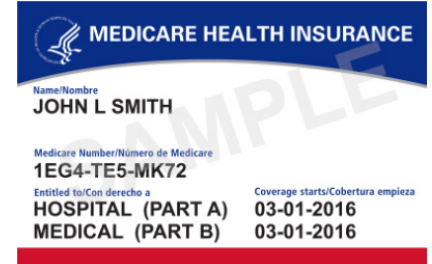 MEDICARE HEALTH INSURANCE
Name/Nombre
JOHN L SMITH
Medicare Number/Número de Medicare
1EG4-TE5-MK72
Entitled to/Con derecho a Coverage starts/Cobertura empieza
HOSPITAL (PART A) 03-01-2016
MEDICAL (PART B) 03-01-2016
SAMPLE